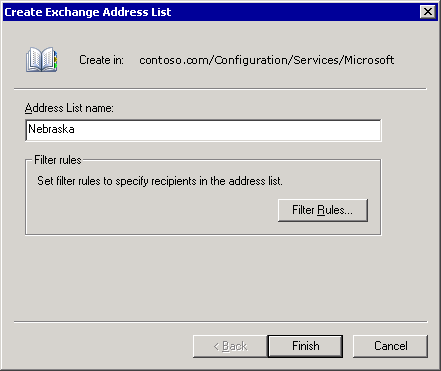 Create Exchange Address List
Create in: contoso.com/Configuration/Services/Microsoft
Address List name:
Nebraska
Filter rules
Set filter rules to specify recipients in the address list.
Filter Rules...
< Back Finish Cancel